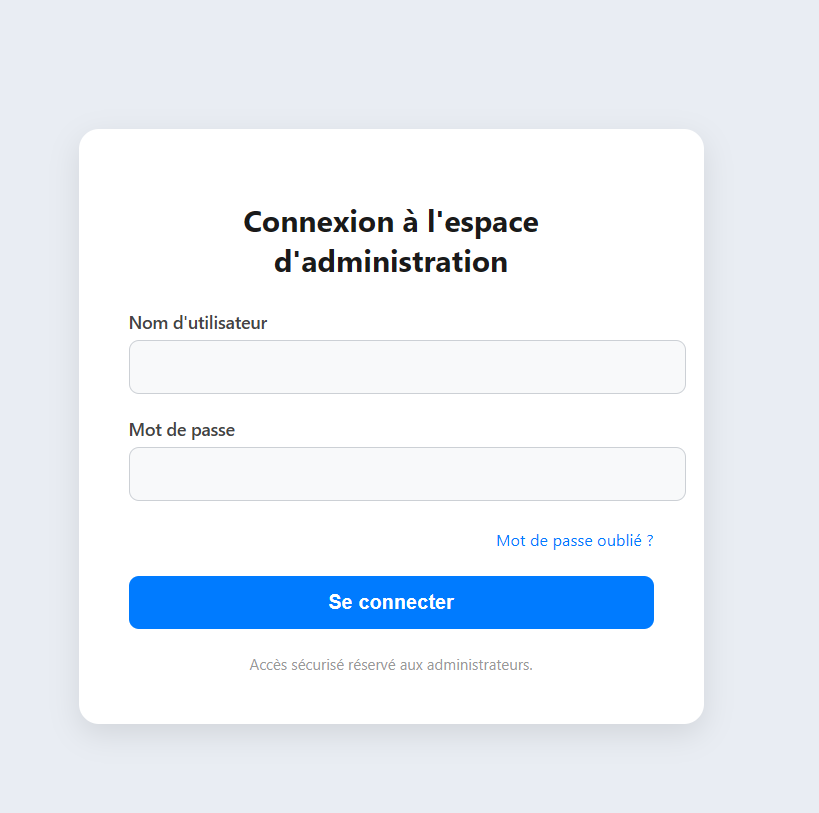 Connexion à l'espace
d'administration
Nom d'utilisateur
Mot de passe
Mot de passe oublié ?
Se connecter
Accès sécurisé réservé aux administrateurs.